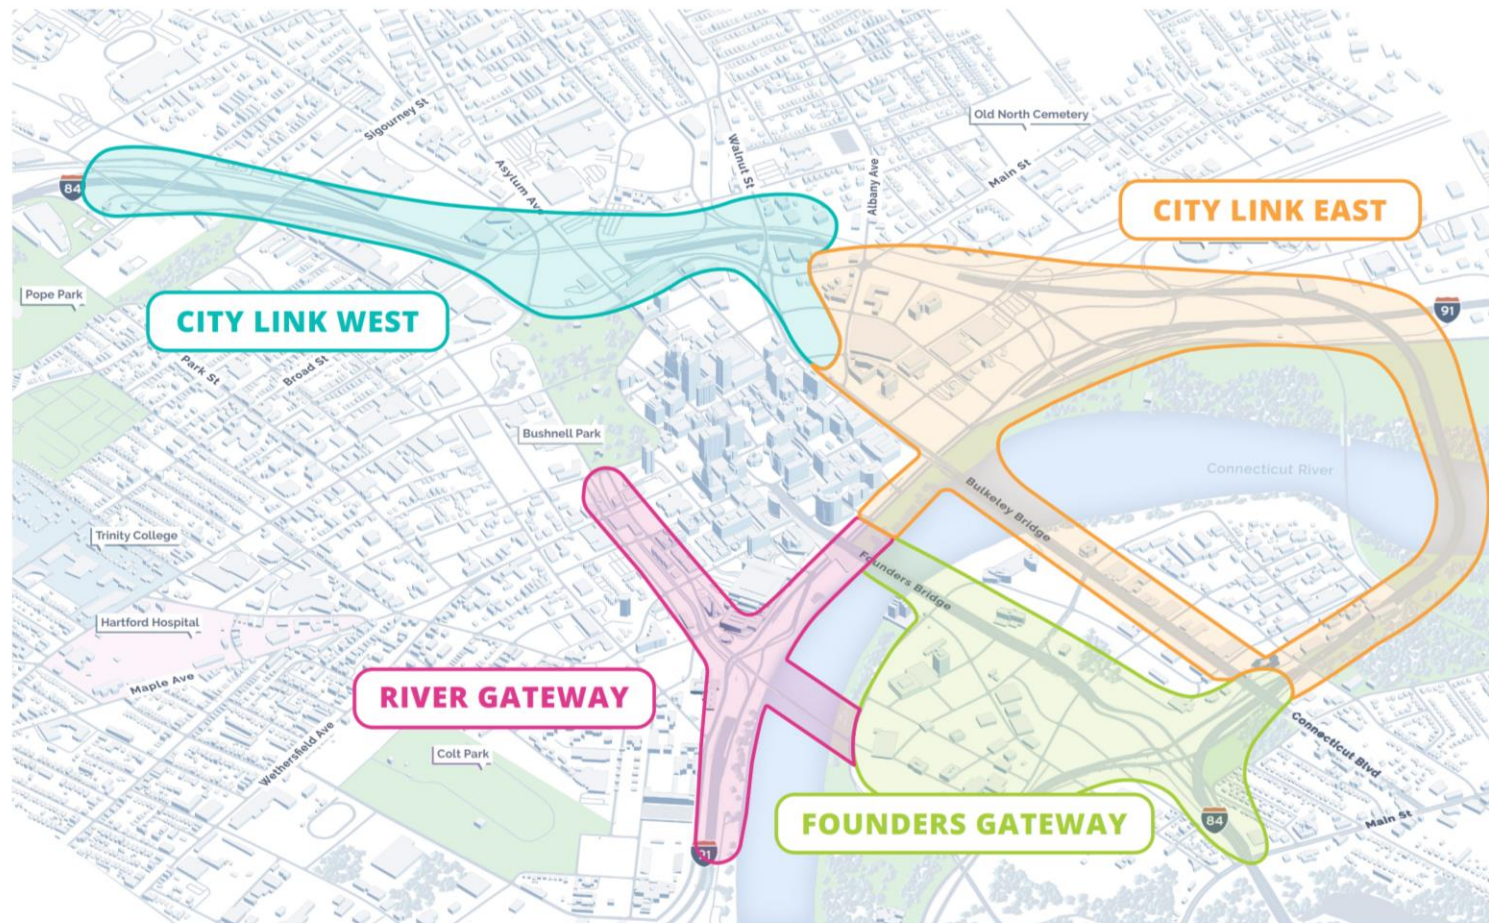 Sigourney St
Asylum Ave
Walnut St
Albany Ave
Old North Cemetery
Main St
84
CITY LINK EAST
Pope Park
CITY LINK WEST
91
Park St
Broad St
Bushnell Park
Connecticut River
Bulkeley Bridge
Trinity College
Founders Bridge
Hartford Hospital
Maple Ave
RIVER GATEWAY
Wethersfield Ave
Colt Park
Connecticut Blvd
FOUNDERS GATEWAY
84
Main St
91